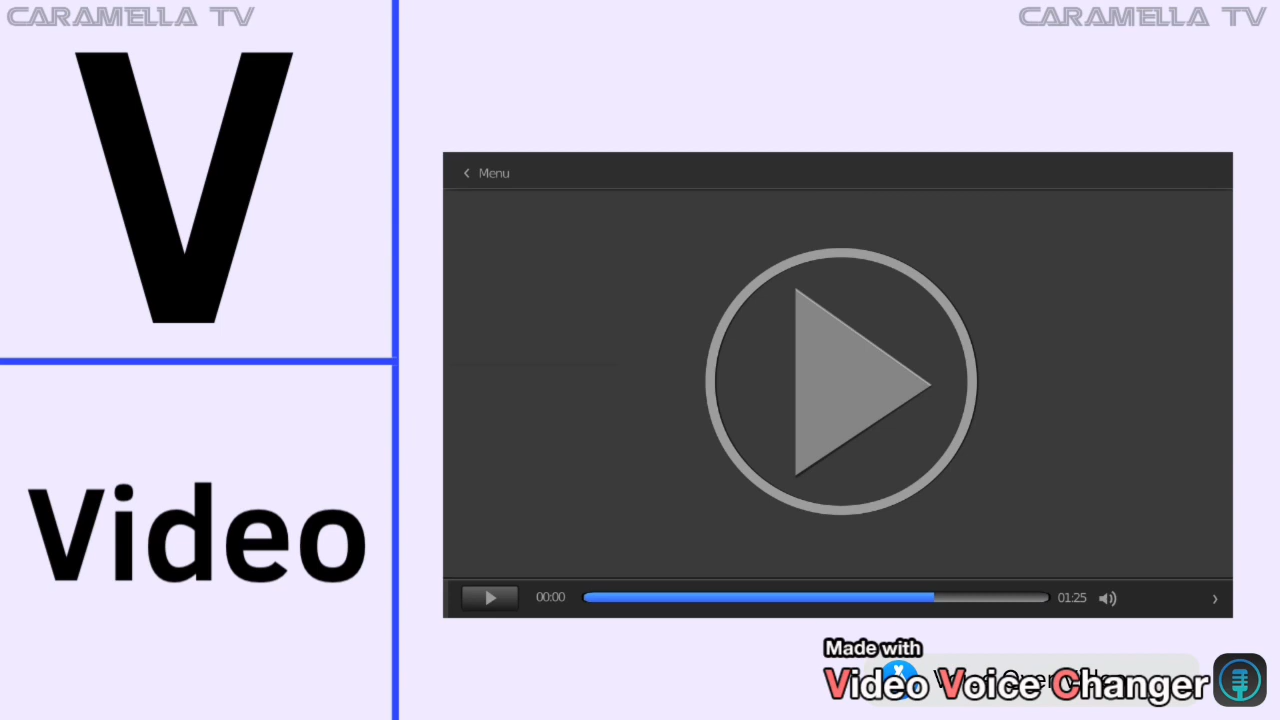 CARAMELLA TV
CARAMELLA TV
V
Menu
Video
00:00
01:25
Made with
Video Voice Changer